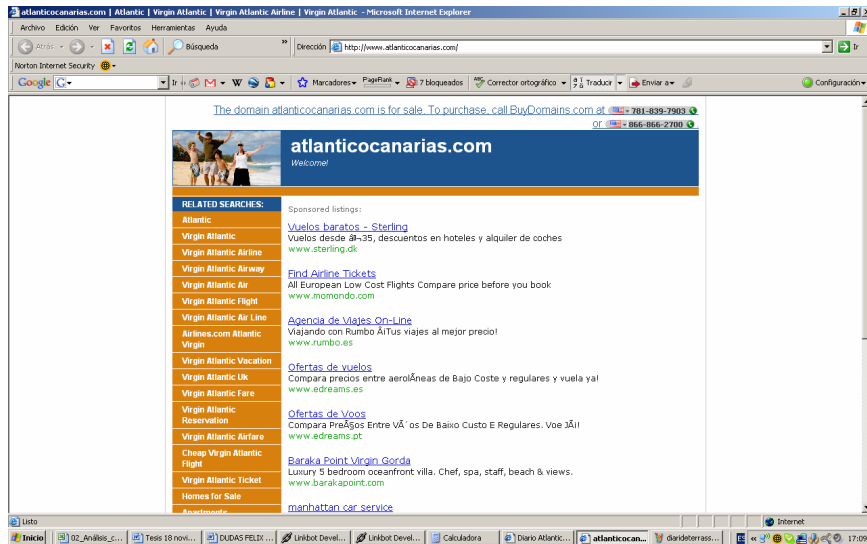 atlanticocanarias.com | Atlantic | Virgin Atlantic | Virgin Atlantic Airline | Virgin Atlantic - Microsoft Internet Explorer
Archivo Edición Ver Favoritos Herramientas Ayuda
Atrás Búsqueda » Dirección http://www.atlanticocanarias.com/ Ir
Norton Internet Security
Google G Ir M W Marcadores PageRank 7 bloqueados Corrector ortográfico Traducir Enviar a Configuración
The domain atlanticocanarias.com is for sale. To purchase, call BuyDomains.com at 781-839-7903
or 866-866-2700
atlanticocanarias.com
Welcome!
RELATED SEARCHES:
Atlantic
Virgin Atlantic
Virgin Atlantic Airline
Virgin Atlantic Airway
Virgin Atlantic Air
Virgin Atlantic Flight
Virgin Atlantic Air Line
Airlines.com Atlantic
Virgin
Virgin Atlantic Vacation
Virgin Atlantic Uk
Virgin Atlantic Fare
Virgin Atlantic
Reservation
Virgin Atlantic Airfare
Cheap Virgin Atlantic
Flight
Virgin Atlantic Ticket
Homes for Sale
Apartments
Sponsored listings:
Vuelos baratos - Sterling
Vuelos desde â¬35, descuentos en hoteles y alquiler de coches
www.sterling.dk
Find Airline Tickets
All European Low Cost Flights Compare price before you book
www.momondo.com
Agencia de Viajes On-Line
Viajando con Rumbo Â¡Tus viajes al mejor precio!
www.rumbo.es
Ofertas de vuelos
Compara precios entre aerolÃneas de Bajo Coste y regulares y vuela ya!
www.edreams.es
Ofertas de Voos
Compara PreÃ§os Entre VÃ´os De Baixo Custo E Regulares. Voe JÃ¡!
www.edreams.pt
Baraka Point Virgin Gorda
Luxury 5 bedroom oceanfront villa. Chef, spa, staff, beach & views.
www.barakapoint.com
manhattan car service
Listo Internet
Inicio 02_Análisis_c... Tesis 18 novi... DUDAS FELIX ... Linkbot Devel... Linkbot Devel... Calculadora Diario Atlantic... atlanticocan... darideterrass... ES « 17:08